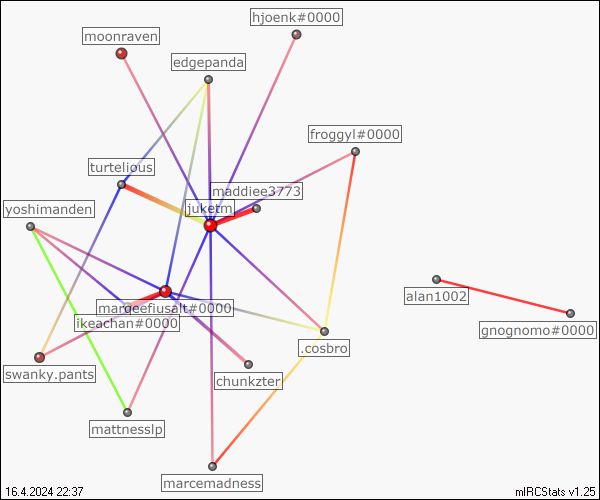 hjoenk#0000
moonraven
edgepanda
froggyl#0000
turtelious
maddiee3773
juketm
yoshimanden
alan1002
margeefiusalt#0000
ikeachan#0000
gnognomo#0000
.cosbro
swanky.pants
chunkzter
mattnesslp
marcemadness
16.4.2024 22:37
mIRCStats v1.25